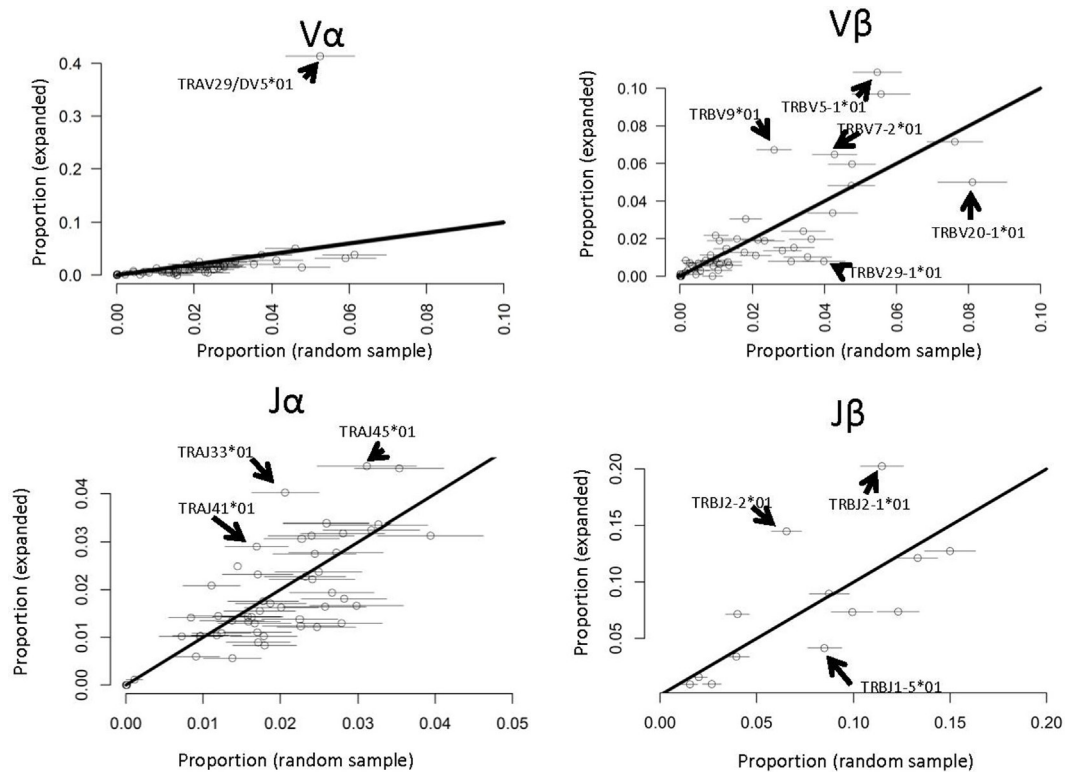 Vα
Proportion (expanded)
0.4
0.3
0.2
0.1
0.0
TRAV29/DV5*01
0.00
0.02
0.04
0.06
0.08
0.10
Proportion (random sample)
Vβ
Proportion (expanded)
0.10
0.08
0.06
0.04
0.02
0.00
TRBV9*01
TRBV5-1*01
TRBV7-2*01
TRBV20-1*01
TRBV29-1*01
0.00
0.02
0.04
0.06
0.08
0.10
Proportion (random sample)
Jα
Proportion (expanded)
0.04
0.03
0.02
0.01
0.00
TRAJ45*01
TRAJ33*01
TRAJ41*01
0.00
0.01
0.02
0.03
0.04
0.05
Proportion (random sample)
Jβ
Proportion (expanded)
0.20
0.15
0.10
0.05
TRBJ2-2*01
TRBJ2-1*01
TRBJ1-5*01
0.00
0.05
0.10
0.15
0.20
Proportion (random sample)